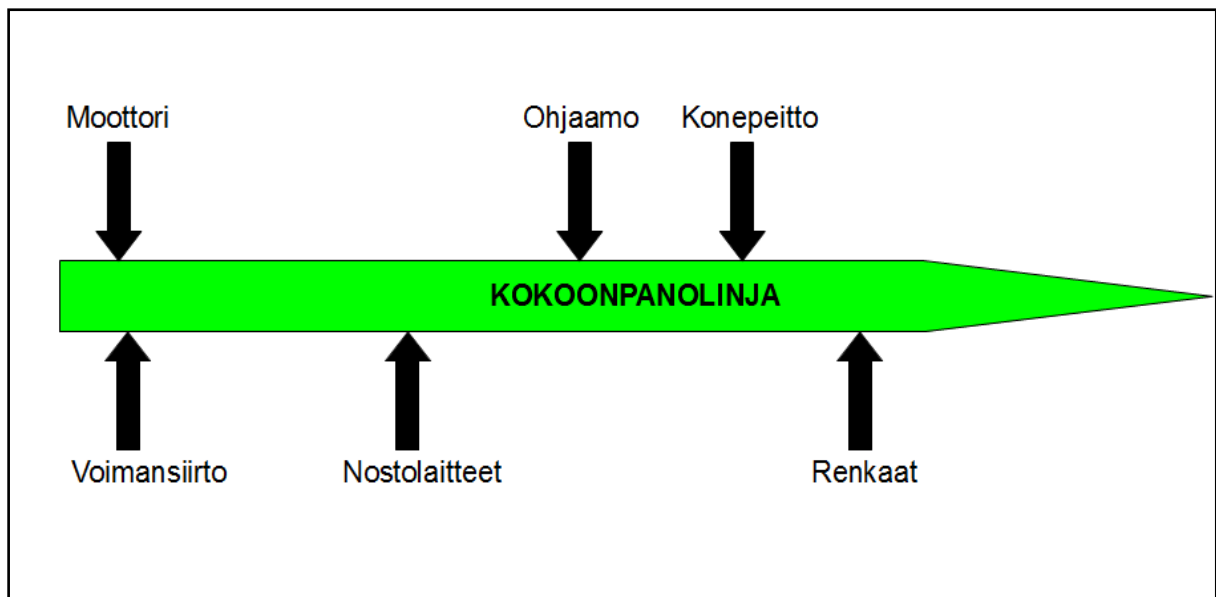 Moottori
Ohjaamo
Konepeitto
KOKOONPANOLINJA
Voimansiirto
Nostolaitteet
Renkaat